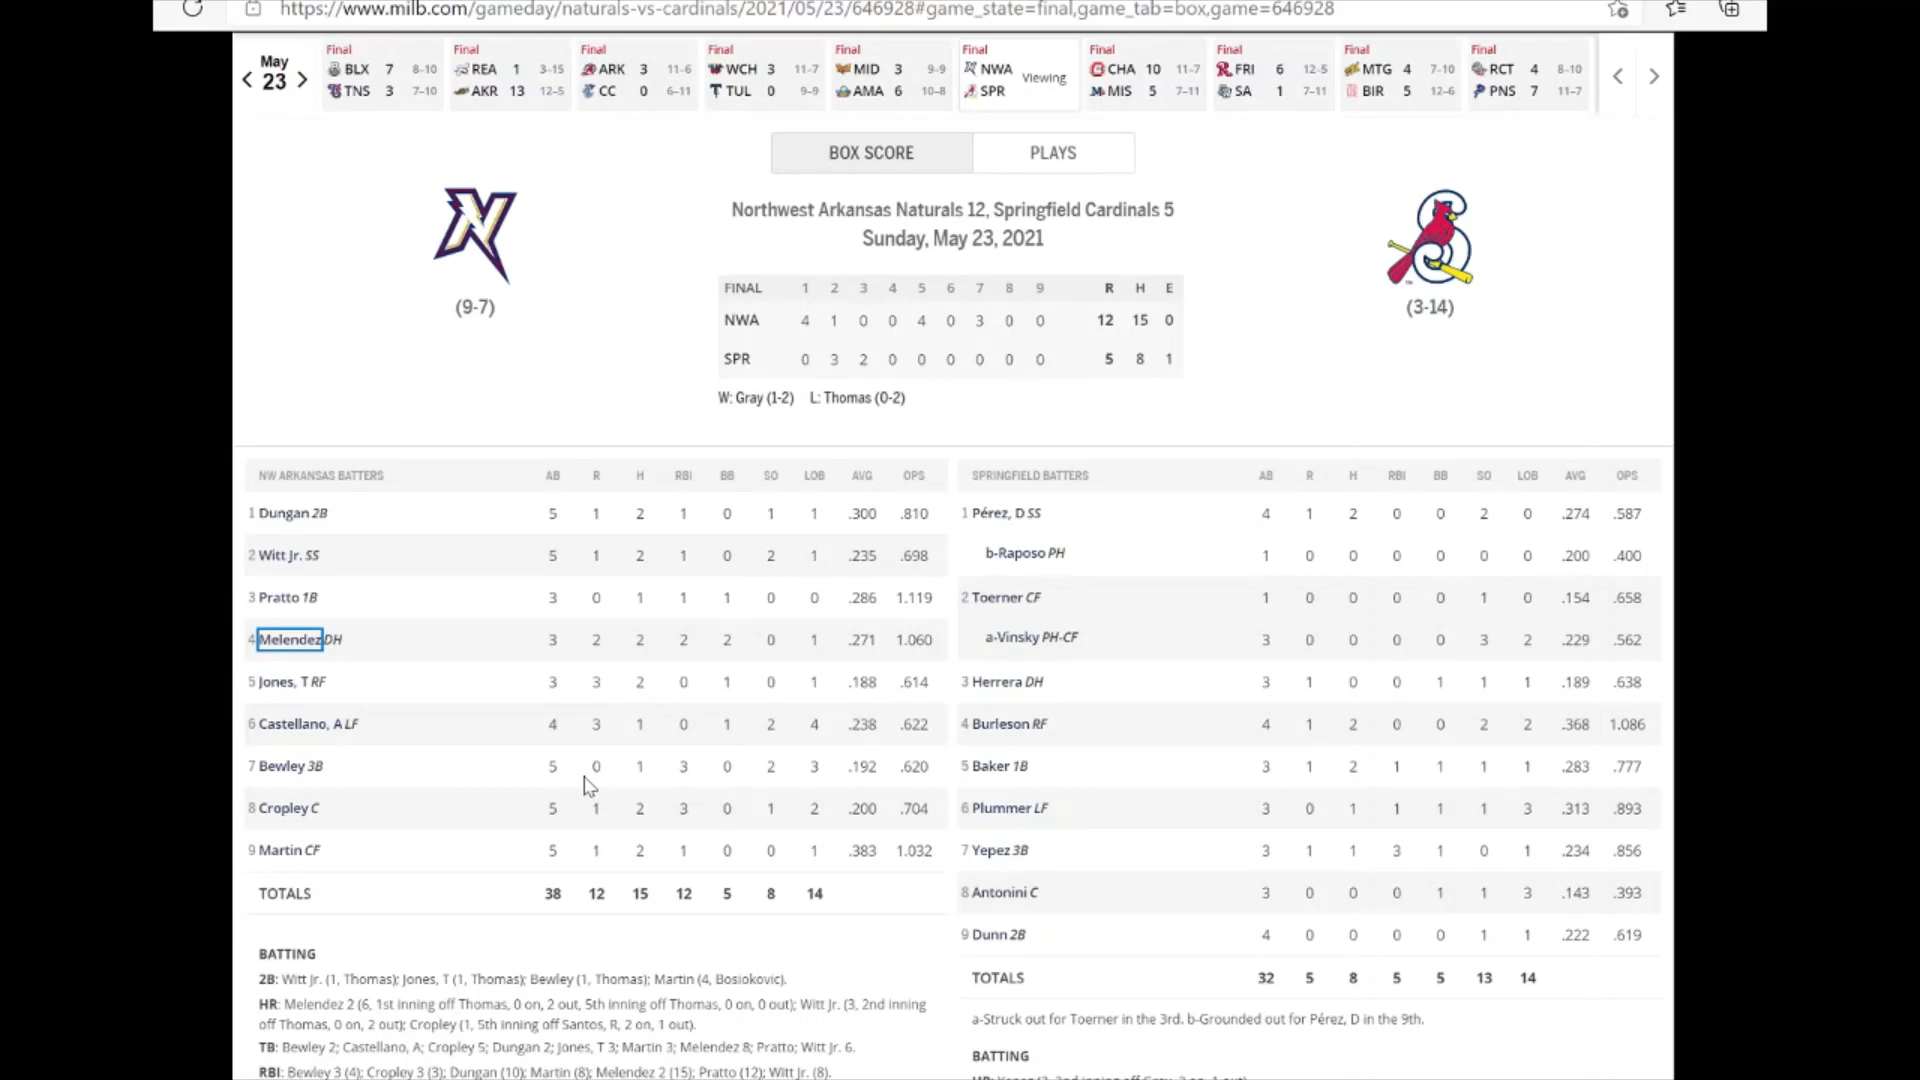 https://www.milb.com/gameday/naturals-vs-cardinals/2021/05/23/646928#game_state=final,game_tab=box,game=646928
May 23
Final BLX 7 8-10 TNS 3 7-10
Final REA 1 3-15 AKR 13 12-5
Final ARK 3 11-6 CC 0 6-11
Final WCH 3 11-7 TUL 0 9-9
Final MID 3 9-9 AMA 6 10-8
Final NWA SPR Viewing
Final CHA 10 11-7 MIS 5 7-11
Final FRI 6 12-5 SA 1 7-11
Final MTG 4 7-10 BIR 5 12-6
Final RCT 4 8-10 PNS 7 11-7
BOX SCORE PLAYS
Northwest Arkansas Naturals 12, Springfield Cardinals 5
Sunday, May 23, 2021
(9-7)
(3-14)
FINAL 1 2 3 4 5 6 7 8 9 R H E
NWA 4 1 0 0 4 0 3 0 0 12 15 0
SPR 0 3 2 0 0 0 0 0 0 5 8 1
W: Gray (1-2) L: Thomas (0-2)
NW ARKANSAS BATTERS AB R H RBI BB SO LOB AVG OPS
1 Dungan 2B 5 1 2 1 0 1 1 .300 .810
2 Witt Jr. SS 5 1 2 1 0 2 1 .235 .698
3 Pratto 1B 3 0 1 1 1 0 0 .286 1.119
4 Melendez DH 3 2 2 2 2 0 1 .271 1.060
5 Jones, T RF 3 3 2 0 1 0 1 .188 .614
6 Castellano, A LF 4 3 1 0 1 2 4 .238 .622
7 Bewley 3B 5 0 1 3 0 2 3 .192 .620
8 Cropley C 5 1 2 3 0 1 2 .200 .704
9 Martin CF 5 1 2 1 0 0 1 .383 1.032
TOTALS 38 12 15 12 5 8 14
BATTING
2B: Witt Jr. (1, Thomas); Jones, T (1, Thomas); Bewley (1, Thomas); Martin (4, Bosiokovic).
HR: Melendez 2 (6, 1st inning off Thomas, 0 on, 2 out, 5th inning off Thomas, 0 on, 0 out); Witt Jr. (3, 2nd inning
off Thomas, 0 on, 2 out); Cropley (1, 5th inning off Santos, R, 2 on, 1 out).
TB: Bewley 2; Castellano, A; Cropley 5; Dungan 2; Jones, T 3; Martin 3; Melendez 8; Pratto; Witt Jr. 6.
RBI: Bewley 3 (4); Cropley 3 (3); Dungan (10); Martin (8); Melendez 2 (15); Pratto (12); Witt Jr. (8).
SPRINGFIELD BATTERS AB R H RBI BB SO LOB AVG OPS
1 Pérez, D SS 4 1 2 0 0 2 0 .274 .587
b-Raposo PH 1 0 0 0 0 0 0 .200 .400
2 Toerner CF 1 0 0 0 0 1 0 .154 .658
a-Vinsky PH-CF 3 0 0 0 0 3 2 .229 .562
3 Herrera DH 3 1 0 0 1 1 1 .189 .638
4 Burleson RF 4 1 2 0 0 2 2 .368 1.086
5 Baker 1B 3 1 2 1 1 1 1 .283 .777
6 Plummer LF 3 0 1 1 1 1 3 .313 .893
7 Yepez 3B 3 1 1 3 1 0 1 .234 .856
8 Antonini C 3 0 0 0 1 1 3 .143 .393
9 Dunn 2B 4 0 0 0 0 1 1 .222 .619
TOTALS 32 5 8 5 5 13 14
a-Struck out for Toerner in the 3rd. b-Grounded out for Pérez, D in the 9th.
BATTING